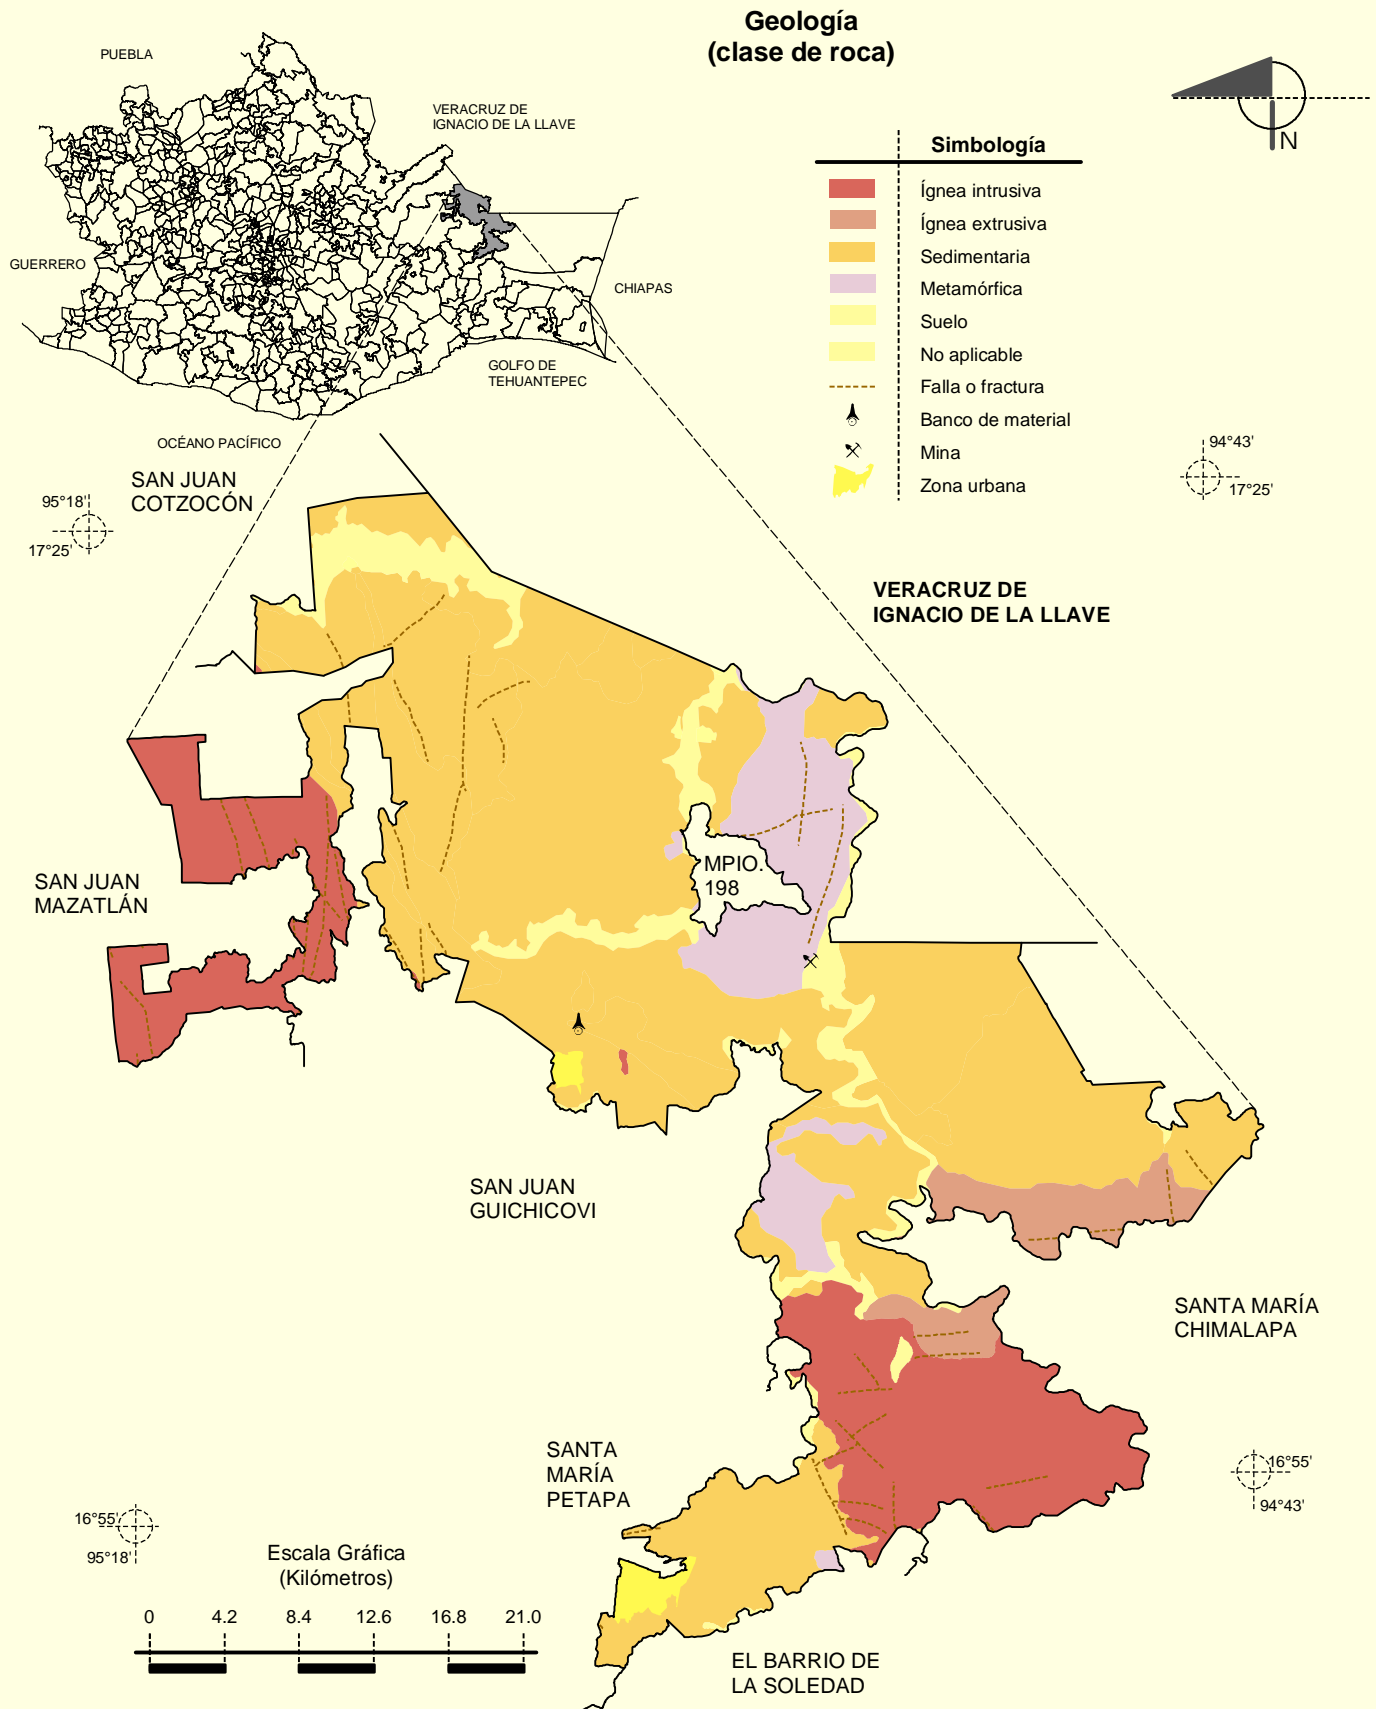 Geología
(clase de roca)
PUEBLA
VERACRUZ DE
IGNACIO DE LA LLAVE
GUERRERO
CHIAPAS
GOLFO DE
TEHUANTEPEC
OCÉANO PACÍFICO
N
Simbología
Ígnea intrusiva
Ígnea extrusiva
Sedimentaria
Metamórfica
Suelo
No aplicable
Falla o fractura
Banco de material
Mina
Zona urbana
94°43'
17°25'
95°18'
17°25'
SAN JUAN
COTZOCÓN
VERACRUZ DE
IGNACIO DE LA LLAVE
MPIO.
198
SAN JUAN
MAZATLÁN
SAN JUAN
GUICHICOVI
SANTA MARÍA
CHIMALAPA
SANTA
MARÍA
PETAPA
16°55'
94°43'
16°55'
95°18'
Escala Gráfica
(Kilómetros)
0 4.2 8.4 12.6 16.8 21.0
EL BARRIO DE
LA SOLEDAD